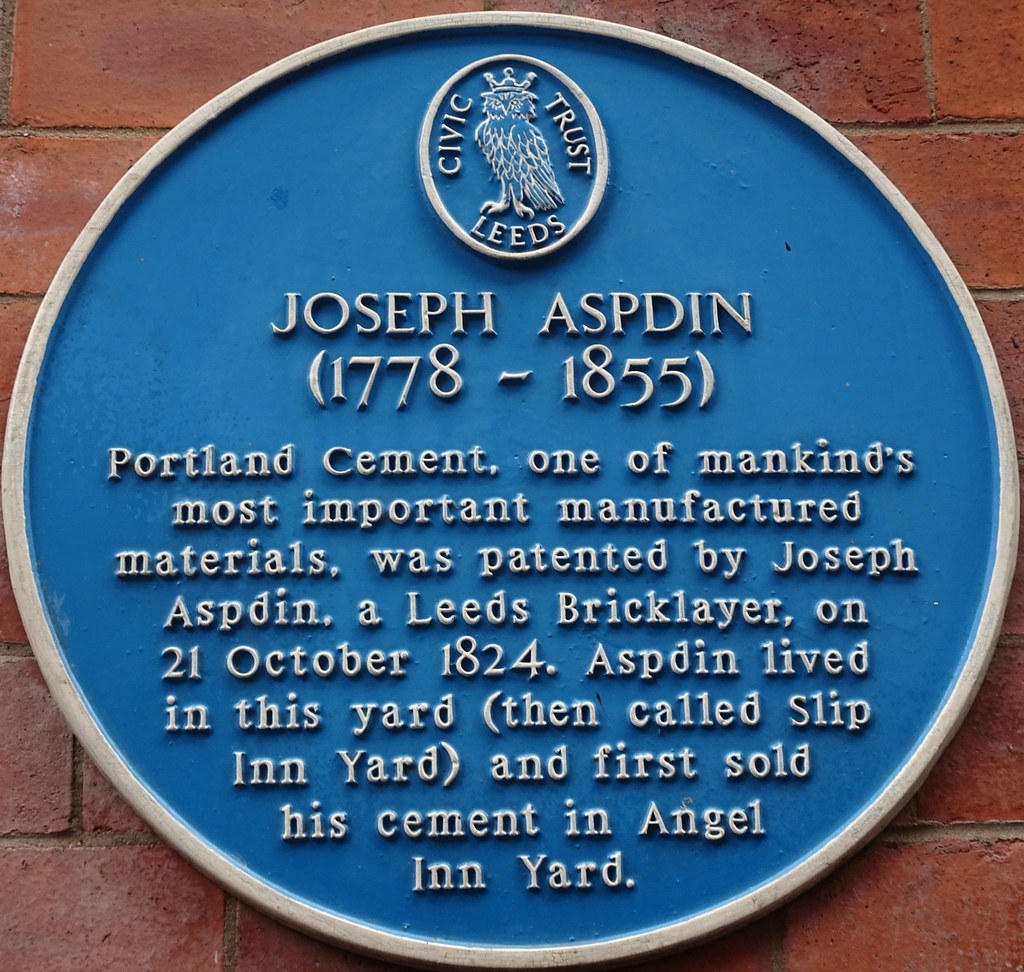 CIVIC TRUST
LEEDS
JOSEPH ASPDIN
(1778 - 1855)
Portland Cement, one of mankind's
most important manufactured
materials, was patented by Joseph
Aspdin, a Leeds Bricklayer, on
21 October 1824. Aspdin lived
in this yard (then called Slip
Inn Yard) and first sold
his cement in Angel
Inn Yard.